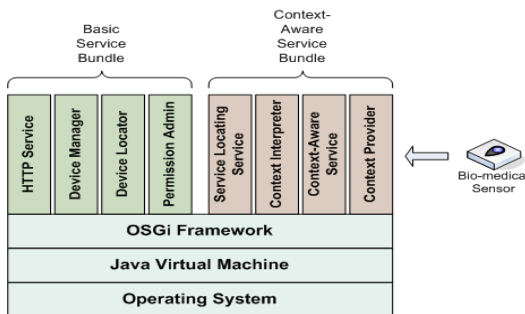 Basic
Service
Bundle
Context-
Aware
Service
Bundle
HTTP Service
Device Manager
Device Locator
Permission Admin
Service Locating
Service
Context Interpreter
Context-Aware
Service
Context Provider
Bio-medical
Sensor
OSGi Framework
Java Virtual Machine
Operating System